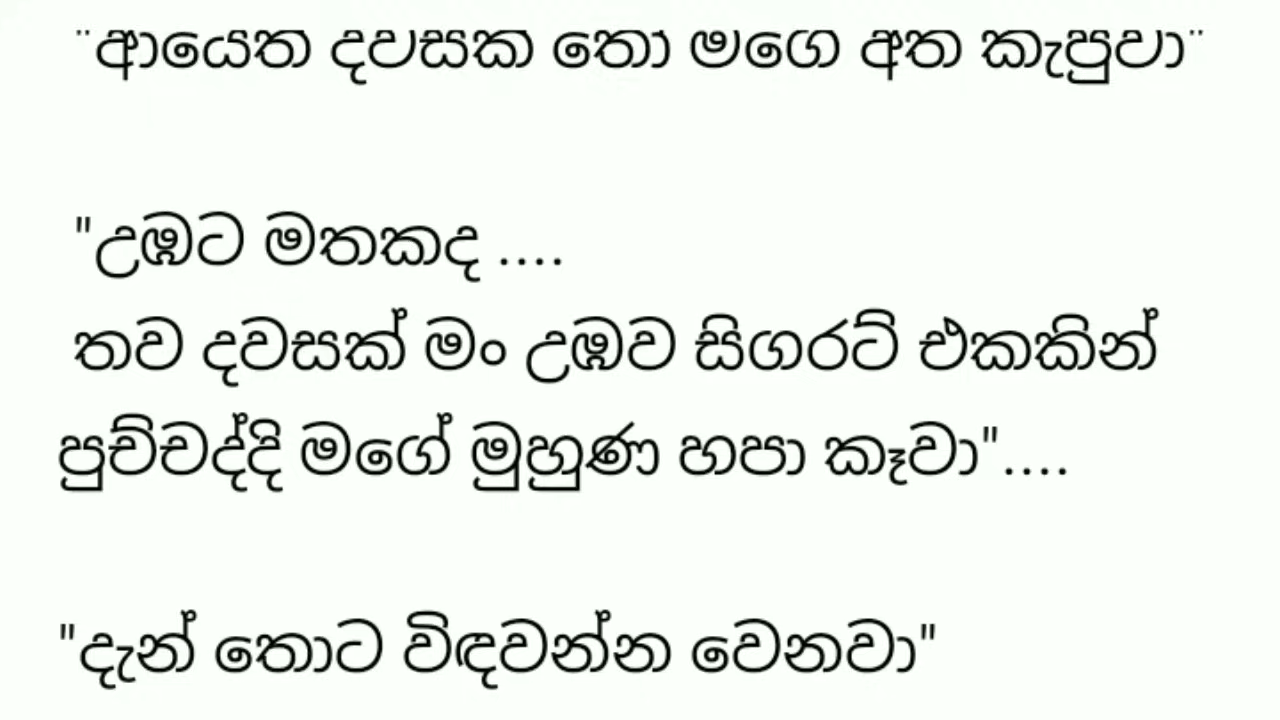 "ආයෙත් දවසක් තෝ මගේ අත කැපුවා"
"උඹට මතකද ....
තව දවසක් මං උඹව සිගරට් එකකින්
පුච්චද්දි මගේ මුහුණ හපා කෑවා"....
"දැන් තොට විඳවන්න වෙනවා"